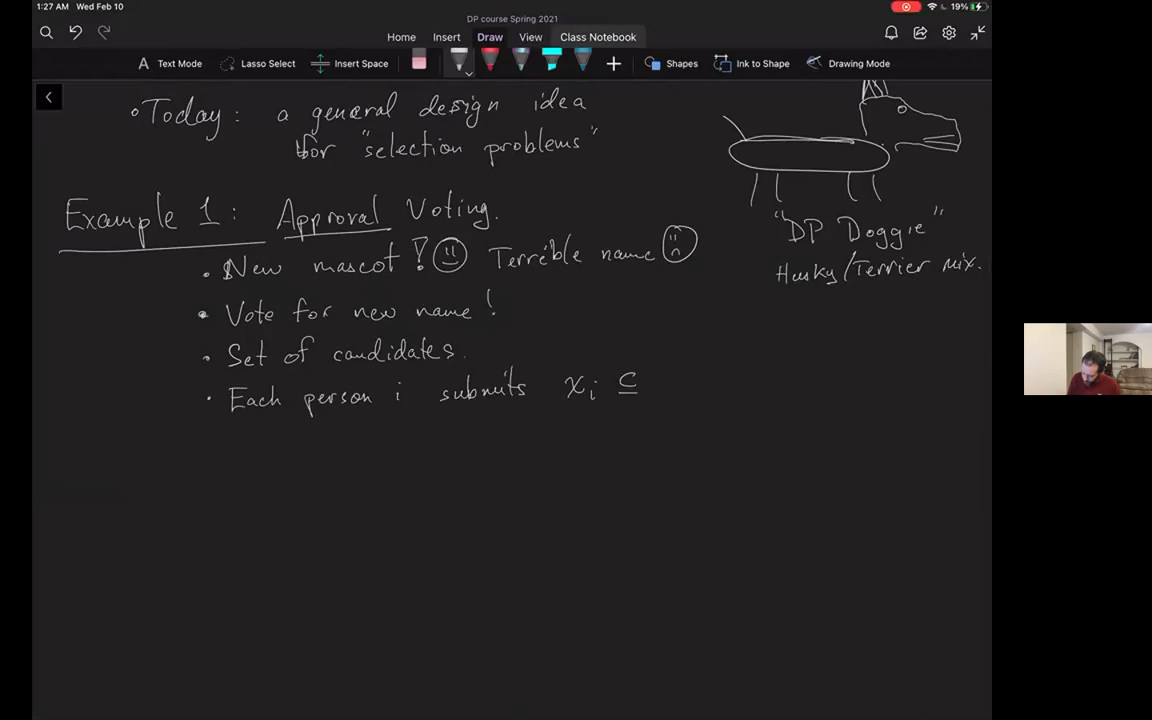 1:27 AM Wed Feb 10
19%
DP course Spring 2021
Home Insert Draw View Class Notebook
Text Mode Lasso Select Insert Space Shapes Ink to Shape Drawing Mode
• Today : a general design idea
for "selection problems"
Example 1 : Approval Voting.
"DP Doggie"
Husky/Terrier mix.
• New mascot ! Terrible name
• Vote for new name !
• Set of candidates.
• Each person i submits xᵢ ⊆